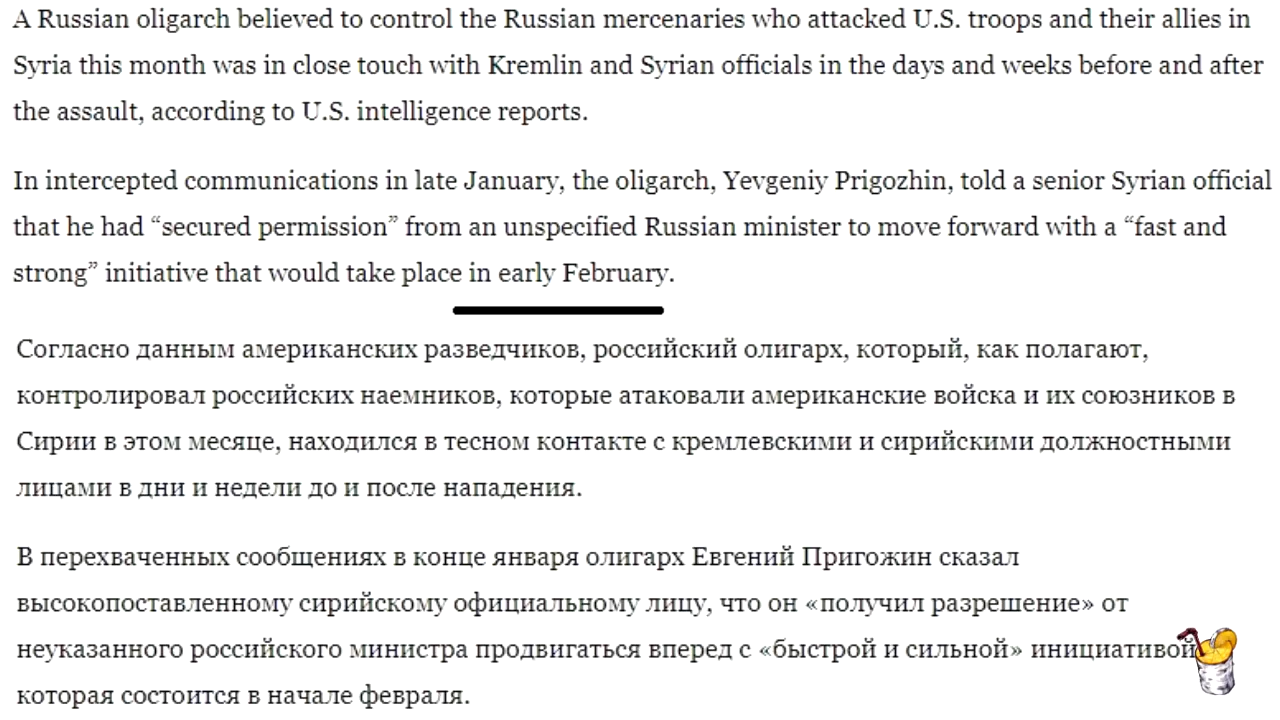 A Russian oligarch believed to control the Russian mercenaries who attacked U.S. troops and their allies in
Syria this month was in close touch with Kremlin and Syrian officials in the days and weeks before and after
the assault, according to U.S. intelligence reports.
In intercepted communications in late January, the oligarch, Yevgeniy Prigozhin, told a senior Syrian official
that he had “secured permission” from an unspecified Russian minister to move forward with a “fast and
strong” initiative that would take place in early February.
Согласно данным американских разведчиков, российский олигарх, который, как полагают,
контролировал российских наемников, которые атаковали американские войска и их союзников в
Сирии в этом месяце, находился в тесном контакте с кремлевскими и сирийскими должностными
лицами в дни и недели до и после нападения.
В перехваченных сообщениях в конце января олигарх Евгений Пригожин сказал
высокопоставленному сирийскому официальному лицу, что он «получил разрешение» от
неуказанного российского министра продвигаться вперед с «быстрой и сильной» инициативой
которая состоится в начале февраля.